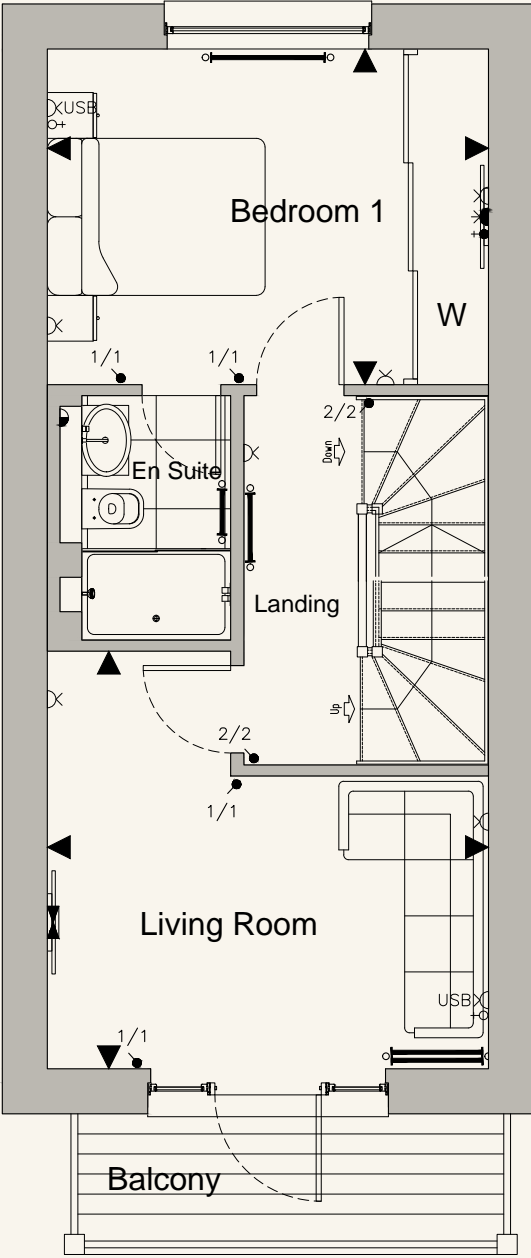 USB
Bedroom 1
W
1/1
1/1
2/2
Down
En Suite
Landing
Up
2/2
1/1
Living Room
USB
1/1
Balcony